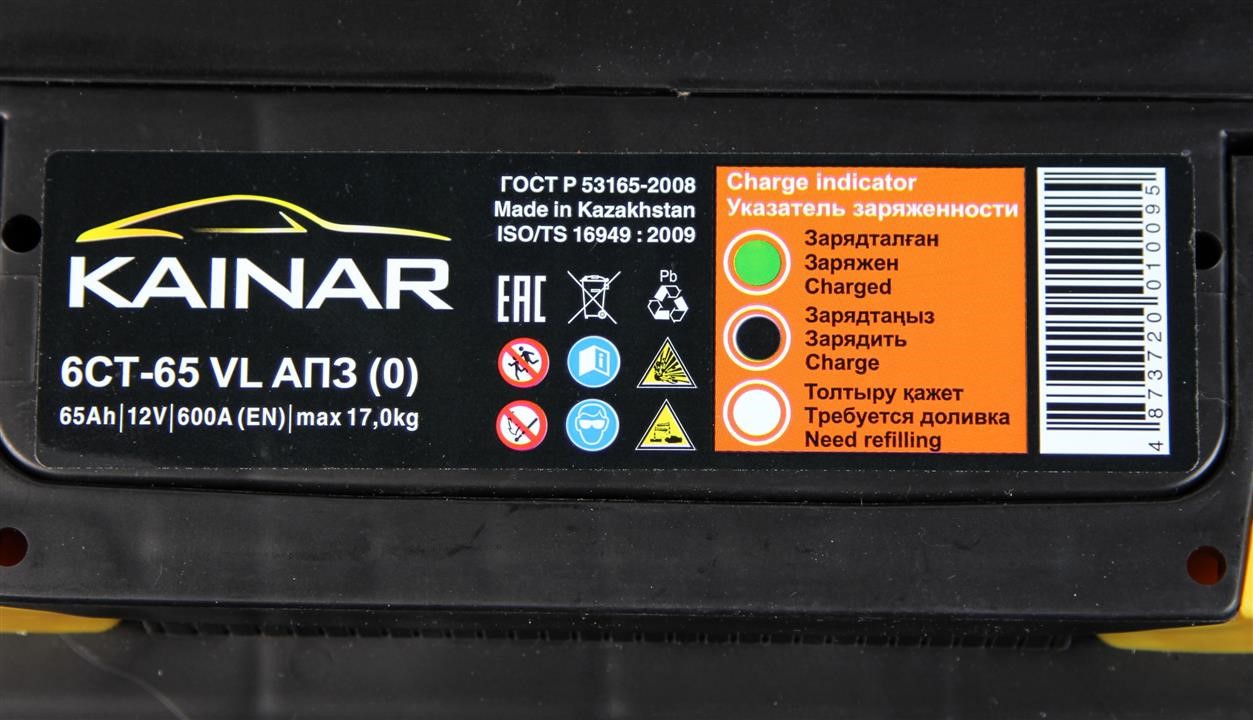 KAINAR
6CT-65 VL АПЗ (0)
65Ah|12V|600A (EN)|max 17,0kg
ГОСТ Р 53165-2008
Made in Kazakhstan
ISO/TS 16949 : 2009
EAC
Pb
Charge indicator
Указатель заряженности
Зарядталған
Заряжен
Charged
Зарядтаңыз
Зарядить
Charge
Толтыру қажет
Требуется доливка
Need refilling
4 873720 010095